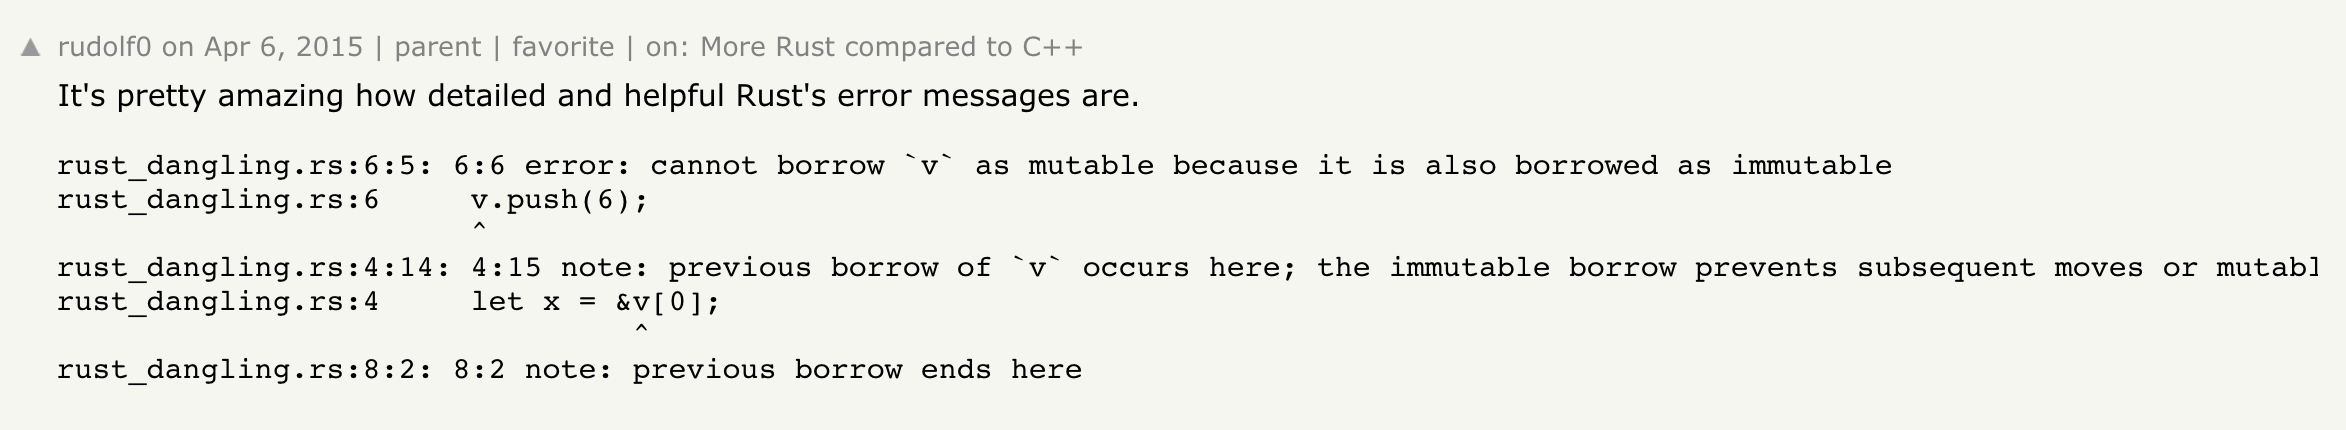 ▲ rudolf0 on Apr 6, 2015 | parent | favorite | on: More Rust compared to C++
It's pretty amazing how detailed and helpful Rust's error messages are.
rust_dangling.rs:6:5: 6:6 error: cannot borrow `v` as mutable because it is also borrowed as immutable
rust_dangling.rs:6     v.push(6);
                       ^
rust_dangling.rs:4:14: 4:15 note: previous borrow of `v` occurs here; the immutable borrow prevents subsequent moves or mutabl
rust_dangling.rs:4     let x = &v[0];
                                ^
rust_dangling.rs:8:2: 8:2 note: previous borrow ends here